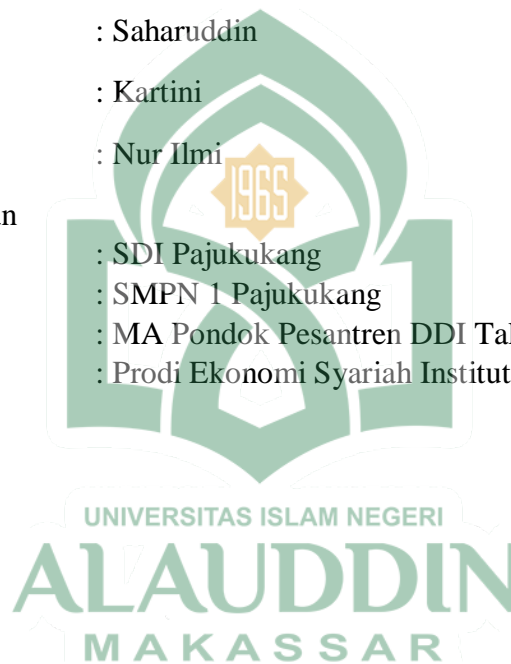 : Saharuddin
: Kartini
: Nur Ilmi
1965
: SDI Pajukukang
: SMPN 1 Pajukukang
: MA Pondok Pesantren DDI
: Prodi Ekonomi Syariah Institut
UNIVERSITAS ISLAM NEGERI
ALAUDDIN
MAKASSAR